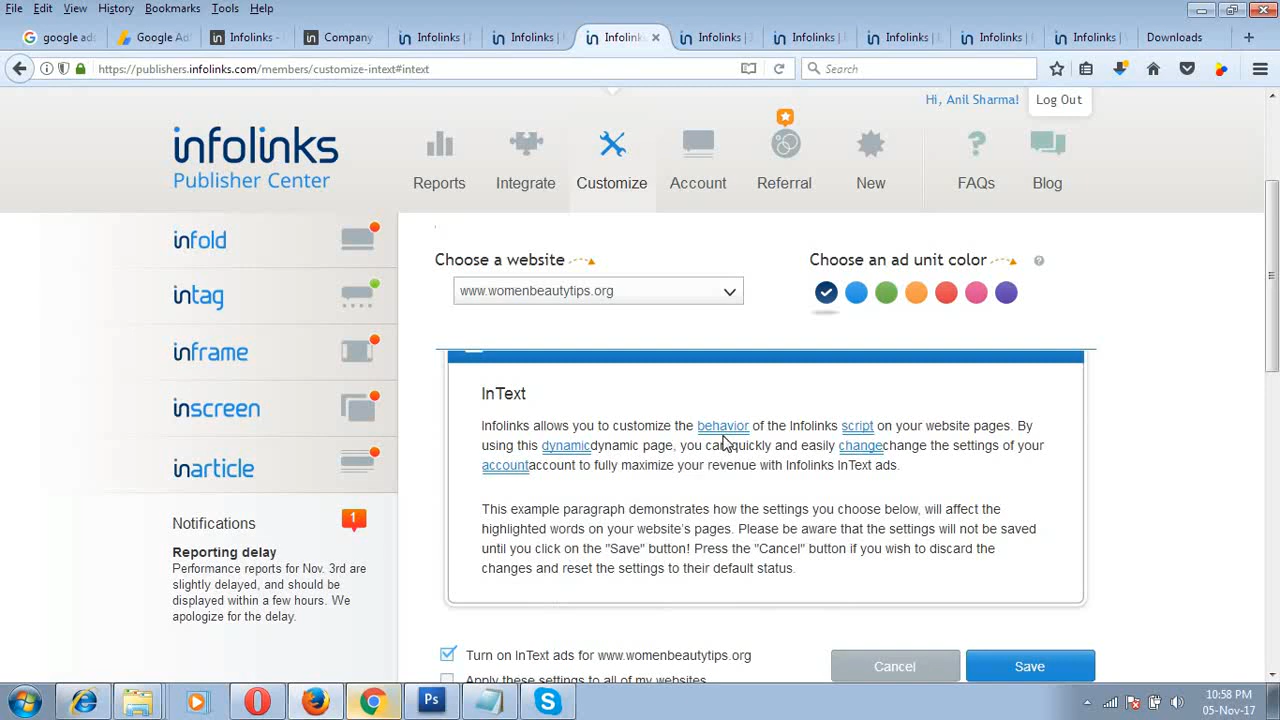 File Edit View History Bookmarks Tools Help
google ad
Google Ad
Infolinks -
Company
Infolinks |
Infolinks |
Infolinks
Infolinks |
Infolinks |
Infolinks |
Infolinks |
Infolinks |
Downloads
https://publishers.infolinks.com/members/customize-intext#intext
Search
Hi, Anil Sharma!
Log Out
infolinks
Publisher Center
Reports
Integrate
Customize
Account
Referral
New
FAQs
Blog
infold
intag
inframe
inscreen
inarticle
Notifications
1
Reporting delay
Performance reports for Nov. 3rd are
slightly delayed, and should be
displayed within a few hours. We
apologize for the delay.
Choose a website
www.womenbeautytips.org
Choose an ad unit color
?
InText
Infolinks allows you to customize the behavior of the Infolinks script on your website pages. By
using this dynamicdynamic page, you can quickly and easily changechange the settings of your
accountaccount to fully maximize your revenue with Infolinks InText ads.
This example paragraph demonstrates how the settings you choose below, will affect the
highlighted words on your website's pages. Please be aware that the settings will not be saved
until you click on the "Save" button! Press the "Cancel" button if you wish to discard the
changes and reset the settings to their default status.
Turn on InText ads for www.womenbeautytips.org
Apply these settings to all of my websites
Cancel
Save
Ps
10:58 PM
05-Nov-17